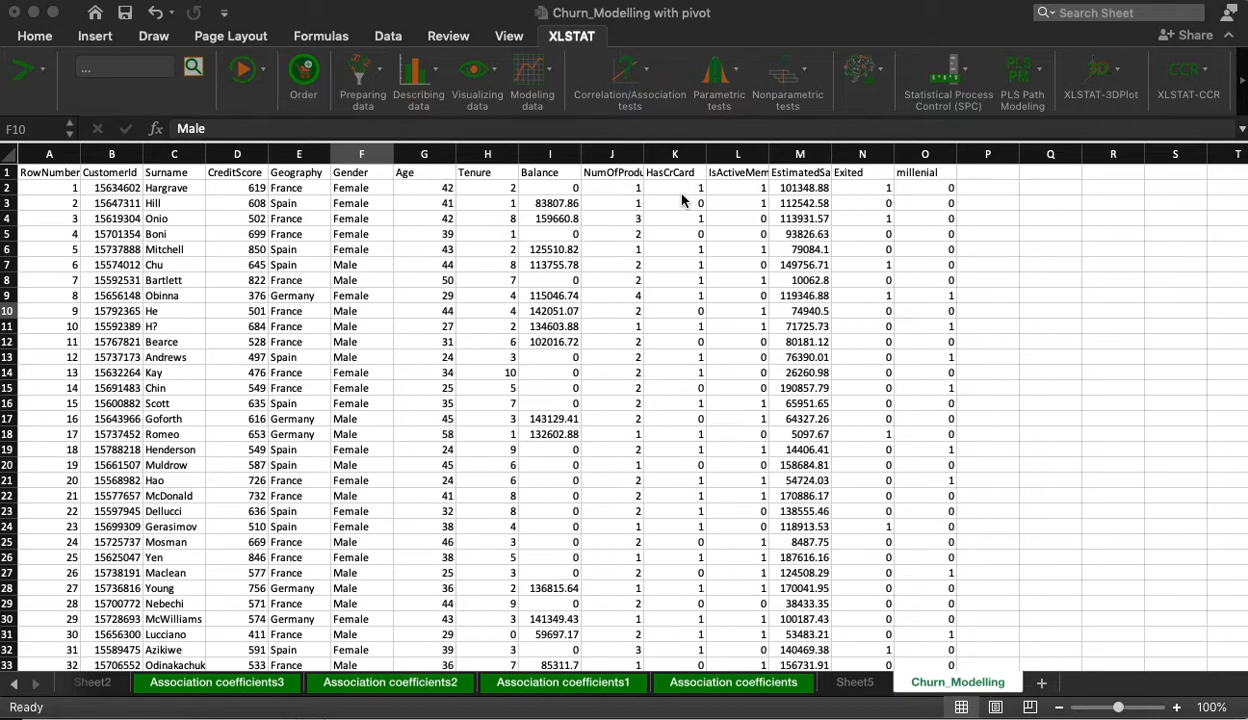 Churn_Modelling with pivot
Search Sheet
Home Insert Draw Page Layout Formulas Data Review View XLSTAT Share
...
Order
Preparing data
Describing data
Visualizing data
Modeling data
Correlation/Association tests
Parametric tests
Nonparametric tests
Statistical Process Control (SPC)
PLS Path Modeling
XLSTAT-3DPlot
XLSTAT-CCR
F10 fx Male
A B C D E F G H I J K L M N O P Q R S T
1 RowNumber CustomerId Surname CreditScore Geography Gender Age Tenure Balance NumOfProdu HasCrCard IsActiveMem EstimatedSa Exited millenial
2 1 15634602 Hargrave 619 France Female 42 2 0 1 1 1 101348.88 1 0
3 2 15647311 Hill 608 Spain Female 41 1 83807.86 1 0 1 112542.58 0 0
4 3 15619304 Onio 502 France Female 42 8 159660.8 3 1 0 113931.57 1 0
5 4 15701354 Boni 699 France Female 39 1 0 2 0 0 93826.63 0 0
6 5 15737888 Mitchell 850 Spain Female 43 2 125510.82 1 1 1 79084.1 0 0
7 6 15574012 Chu 645 Spain Male 44 8 113755.78 2 1 0 149756.71 1 0
8 7 15592531 Bartlett 822 France Male 50 7 0 2 1 1 10062.8 0 0
9 8 15656148 Obinna 376 Germany Female 29 4 115046.74 4 1 0 119346.88 1 1
10 9 15792365 He 501 France Male 44 4 142051.07 2 0 1 74940.5 0 0
11 10 15592389 H? 684 France Male 27 2 134603.88 1 1 1 71725.73 0 1
12 11 15767821 Bearce 528 France Male 31 6 102016.72 2 0 0 80181.12 0 0
13 12 15737173 Andrews 497 Spain Male 24 3 0 2 1 0 76390.01 0 1
14 13 15632264 Kay 476 France Female 34 10 0 2 1 0 26260.98 0 0
15 14 15691483 Chin 549 France Female 25 5 0 2 0 0 190857.79 0 1
16 15 15600882 Scott 635 Spain Female 35 7 0 2 1 1 65951.65 0 0
17 16 15643966 Goforth 616 Germany Male 45 3 143129.41 2 0 1 64327.26 0 0
18 17 15737452 Romeo 653 Germany Male 58 1 132602.88 1 1 0 5097.67 1 0
19 18 15788218 Henderson 549 Spain Female 24 9 0 2 1 1 14406.41 0 1
20 19 15661507 Muldrow 587 Spain Male 45 6 0 1 0 0 158684.81 0 0
21 20 15568982 Hao 726 France Female 24 6 0 2 1 1 54724.03 0 1
22 21 15577657 McDonald 732 France Male 41 8 0 2 1 1 170886.17 0 0
23 22 15597945 Dellucci 636 Spain Female 32 8 0 2 1 0 138555.46 0 0
24 23 15699309 Gerasimov 510 Spain Female 38 4 0 1 1 0 118913.53 1 0
25 24 15725737 Mosman 669 France Male 46 3 0 2 0 1 8487.75 0 0
26 25 15625047 Yen 846 France Female 38 5 0 1 1 1 187616.16 0 0
27 26 15738191 Maclean 577 France Male 25 3 0 2 0 1 124508.29 0 1
28 27 15736816 Young 756 Germany Male 36 2 136815.64 1 1 1 170041.95 0 0
29 28 15700772 Nebechi 571 France Male 44 9 0 2 0 0 38433.35 0 0
30 29 15728693 McWilliams 574 Germany Female 43 3 141349.43 1 1 1 100187.43 0 0
31 30 15656300 Lucciano 411 France Male 29 0 59697.17 2 1 1 53483.21 0 1
32 31 15589475 Azikiwe 591 Spain Female 39 3 0 3 1 0 140469.38 1 0
33 32 15706552 Odinakachuk 533 France Male 36 7 85311.7 1 0 1 156731.91 0 0
Sheet2 Association coefficients3 Association coefficients2 Association coefficients1 Association coefficients Sheet5 Churn_Modelling +
Ready 100%